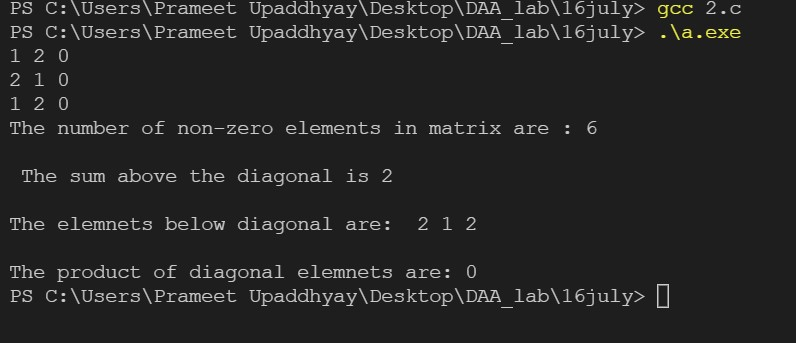 PS C:\Users\Prameet Upaddhyay\Desktop\DAA_lab\16july> gcc 2.c
PS C:\Users\Prameet Upaddhyay\Desktop\DAA_lab\16july> .\a.exe
1 2 0
2 1 0
1 2 0
The number of non-zero elements in matrix are : 6
The sum above the diagonal is 2
The elemnets below diagonal are:  2 1 2
The product of diagonal elemnets are: 0
PS C:\Users\Prameet Upaddhyay\Desktop\DAA_lab\16july>